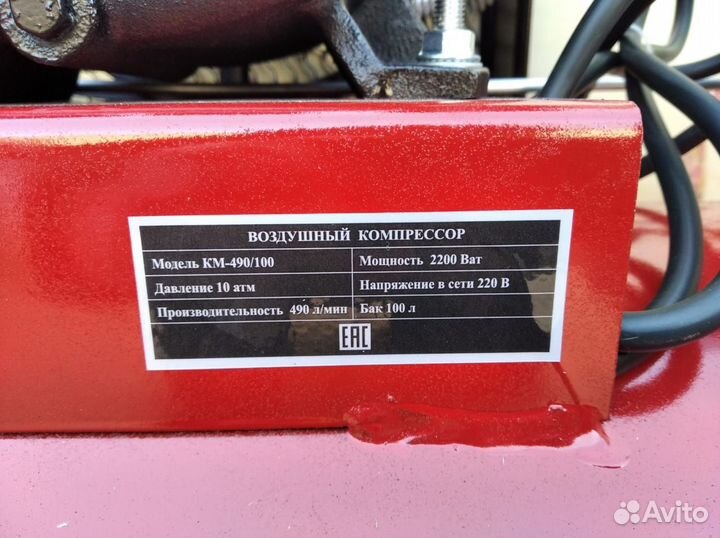 ВОЗДУШНЫЙ КОМПРЕССОР
Модель КМ-490/100 Мощность 2200 Ват
Давление 10 атм Напряжение в сети 220 В
Производительность 490 л/мин Бак 100 л
EAC
Avito